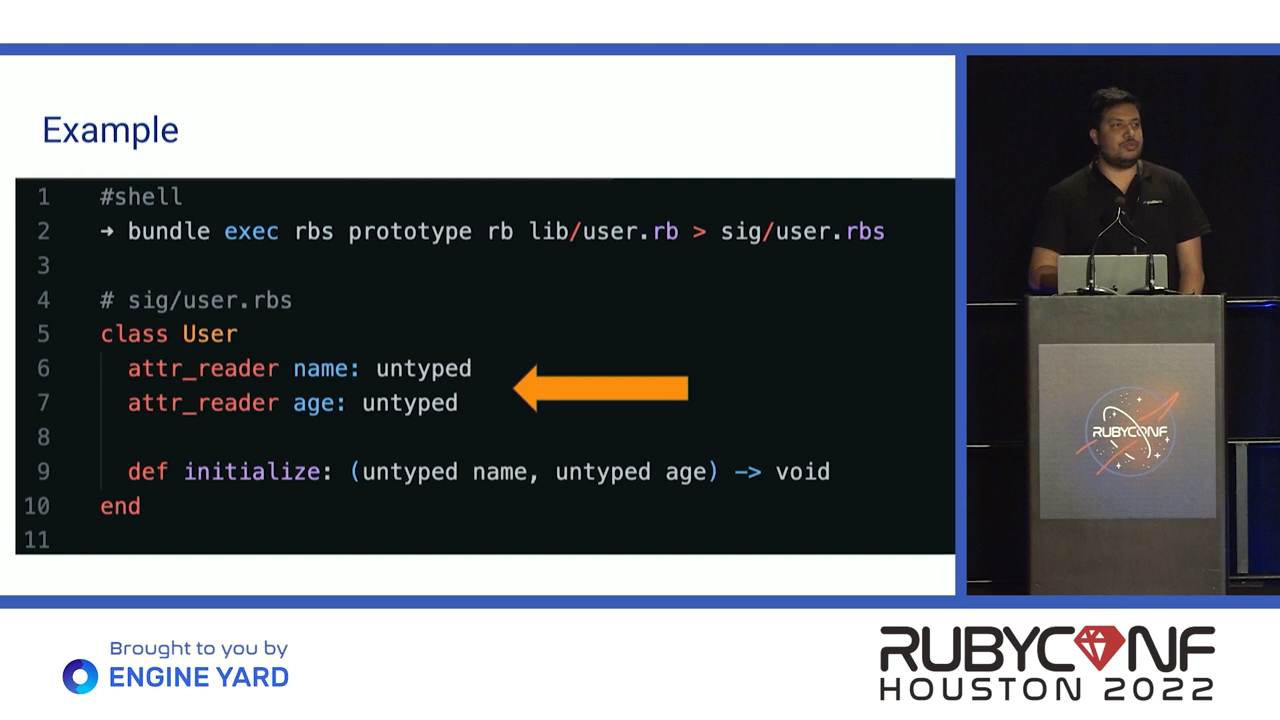 Example
1 #shell
2 ➜ bundle exec rbs prototype rb lib/user.rb > sig/user.rbs
3
4 # sig/user.rbs
5 class User
6 attr_reader name: untyped
7 attr_reader age: untyped
8
9 def initialize: (untyped name, untyped age) -> void
10 end
11
RUBYCONF
Brought to you by
ENGINE YARD
RUBYCONF
HOUSTON 2022